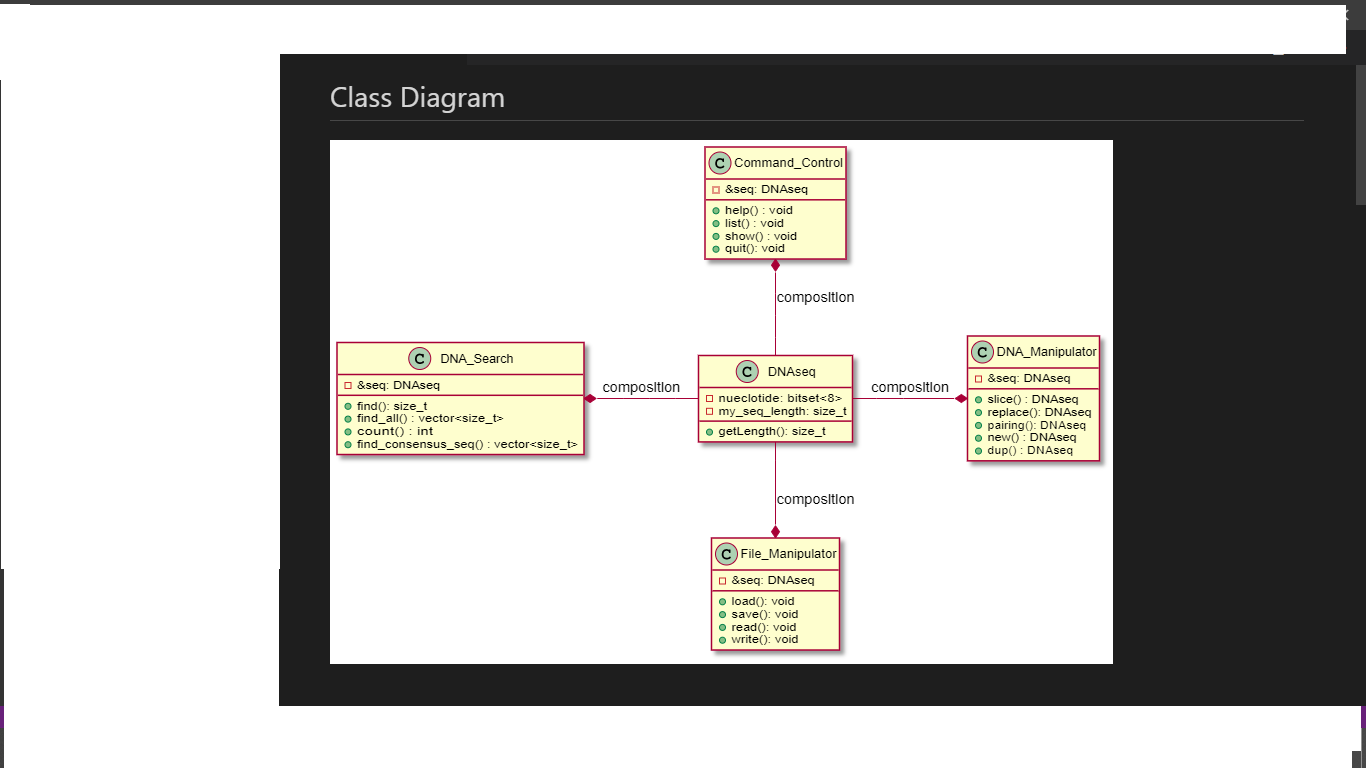 Class Diagram
C Command_Control
&seq: DNAseq
help() : void
list() : void
show() : void
quit(): void
composition
C DNA_Search
&seq: DNAseq
find(): size_t
find_all() : vector<size_t>
count() : int
find_consensus_seq() : vector<size_t>
composition
C DNAseq
nueclotide: bitset<8>
my_seq_length: size_t
getLength(): size_t
composition
C DNA_Manipulator
&seq: DNAseq
slice() : DNAseq
replace(): DNAseq
pairing(): DNAseq
new() : DNAseq
dup() : DNAseq
composition
C File_Manipulator
&seq: DNAseq
load(): void
save(): void
read(): void
write(): void